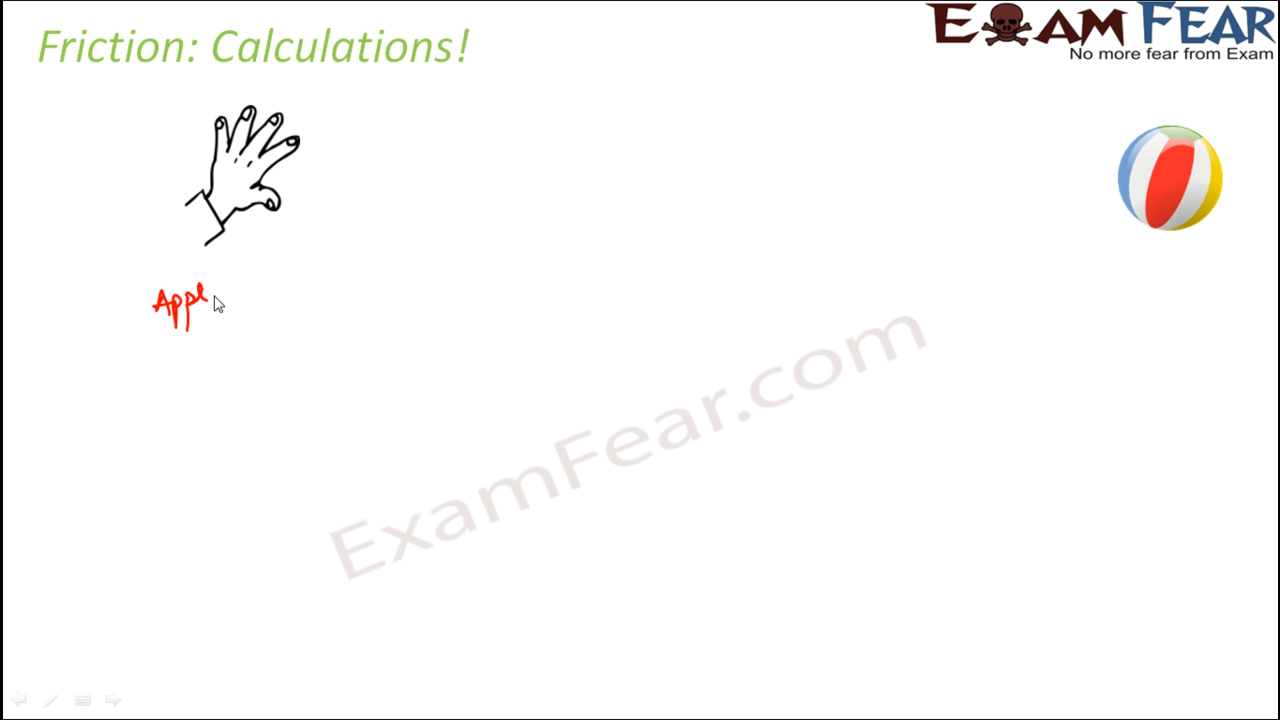 Friction: Calculations!
EXAM FEAR
No more fear from Exam
Appl
ExamFear.com